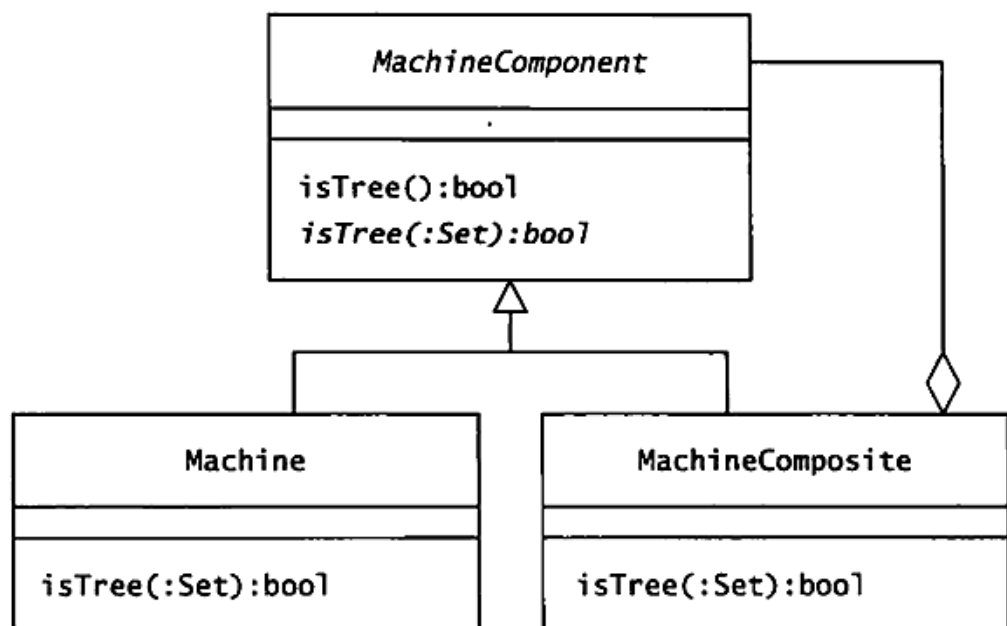 MachineComponent
isTree():bool
isTree(:Set):bool
Machine
MachineComposite
isTree(:Set):bool
isTree(:Set):bool